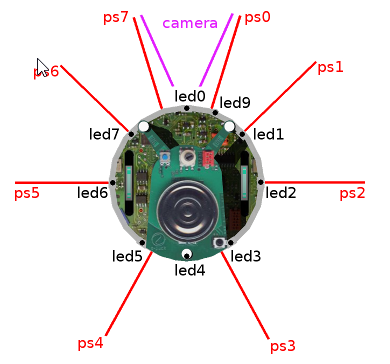 ps7
camera
ps0
ps6
ps1
led0
led9
led7
led1
ps5
led6
led2
ps2
led5
led4
led3
ps4
ps3